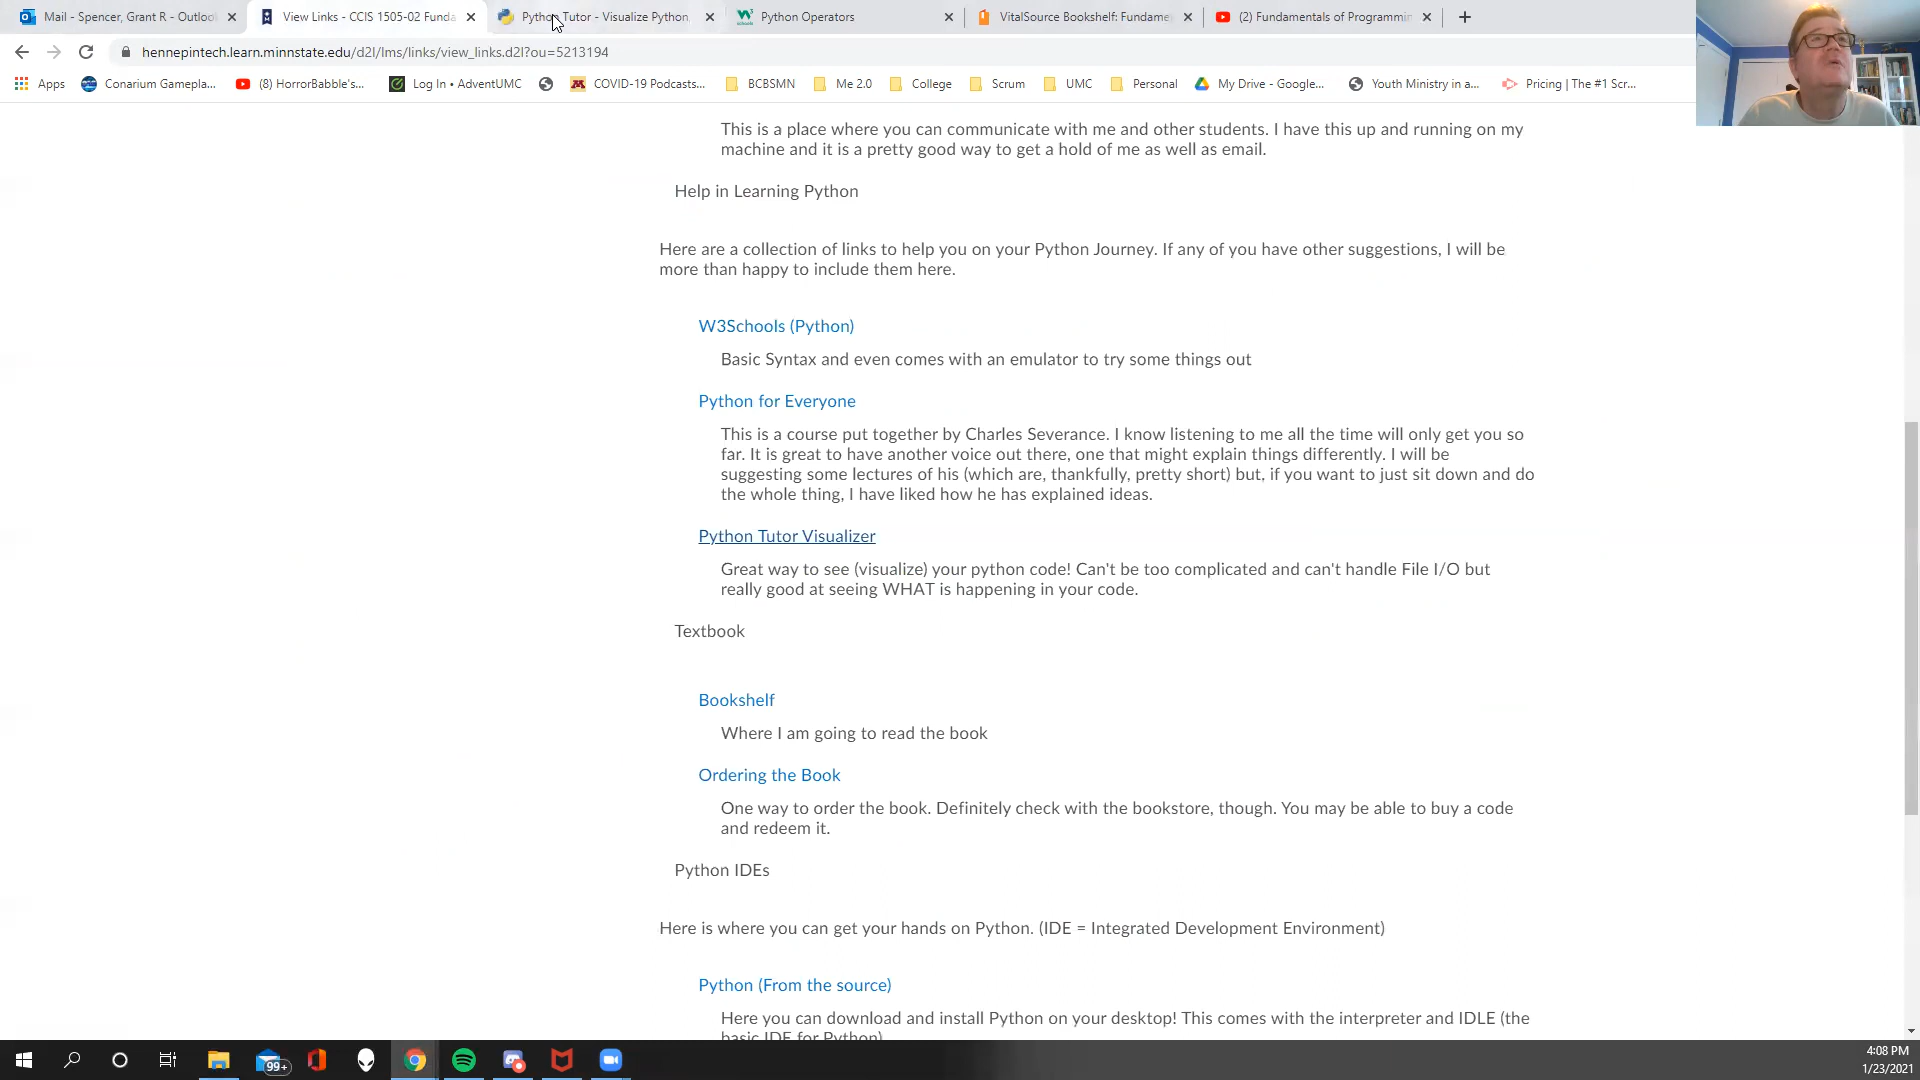 Mail - Spencer, Grant R - Outloo
View Links - CCIS 1505-02 Funda
Python Tutor - Visualize Python,
Python Operators
VitalSource Bookshelf: Fundame
(2) Fundamentals of Programmin
hennepintech.learn.minnstate.edu/d2l/lms/links/view_links.d2l?ou=5213194
Apps
Conarium Gamepla...
(8) HorrorBabble's...
Log In • AdventUMC
COVID-19 Podcasts...
BCBSMN
Me 2.0
College
Scrum
UMC
Personal
My Drive - Google...
Youth Ministry in a...
Pricing | The #1 Scr...
This is a place where you can communicate with me and other students. I have this up and running on my
machine and it is a pretty good way to get a hold of me as well as email.
Help in Learning Python
Here are a collection of links to help you on your Python Journey. If any of you have other suggestions, I will be
more than happy to include them here.
W3Schools (Python)
Basic Syntax and even comes with an emulator to try some things out
Python for Everyone
This is a course put together by Charles Severance. I know listening to me all the time will only get you so
far. It is great to have another voice out there, one that might explain things differently. I will be
suggesting some lectures of his (which are, thankfully, pretty short) but, if you want to just sit down and do
the whole thing, I have liked how he has explained ideas.
Python Tutor Visualizer
Great way to see (visualize) your python code! Can't be too complicated and can't handle File I/O but
really good at seeing WHAT is happening in your code.
Textbook
Bookshelf
Where I am going to read the book
Ordering the Book
One way to order the book. Definitely check with the bookstore, though. You may be able to buy a code
and redeem it.
Python IDEs
Here is where you can get your hands on Python. (IDE = Integrated Development Environment)
Python (From the source)
Here you can download and install Python on your desktop! This comes with the interpreter and IDLE (the
basic IDE for Python)
99+
4:08 PM
1/23/2021